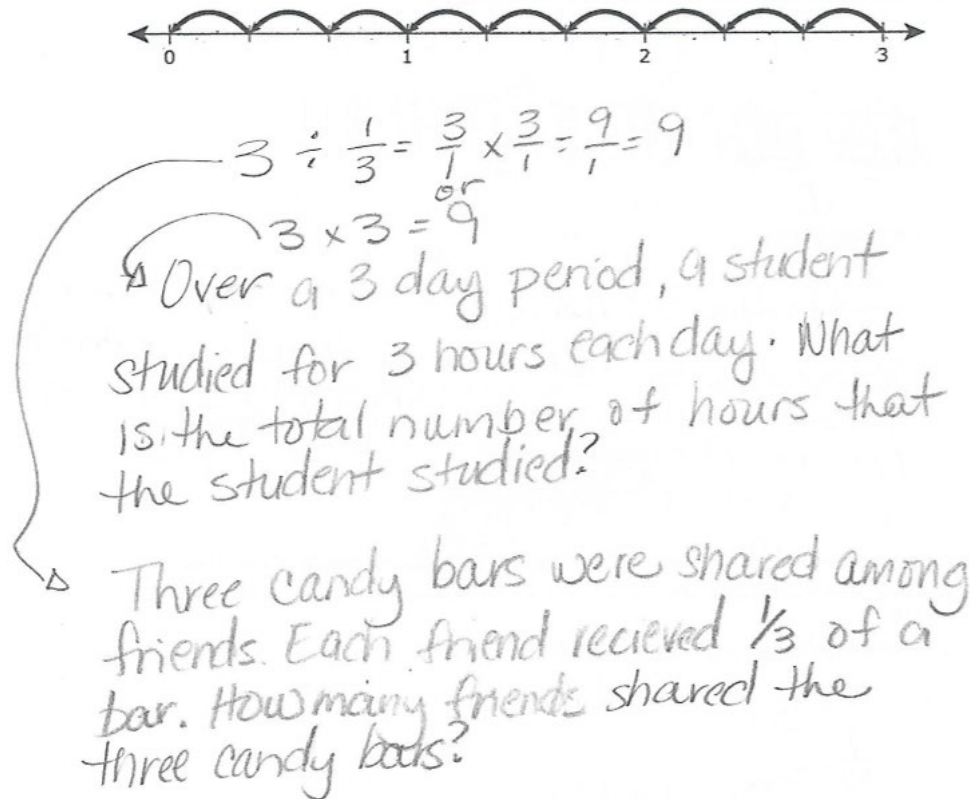 0 1 2 3
3 ÷ 1/3 = 3/1 × 3/1 = 9/1 = 9
or
3 × 3 = 9
Over a 3 day period, a student
studied for 3 hours each day. What
is the total number of hours that
the student studied?
Three candy bars were shared among
friends. Each friend recieved 1/3 of a
bar. How many friends shared the
three candy bars?